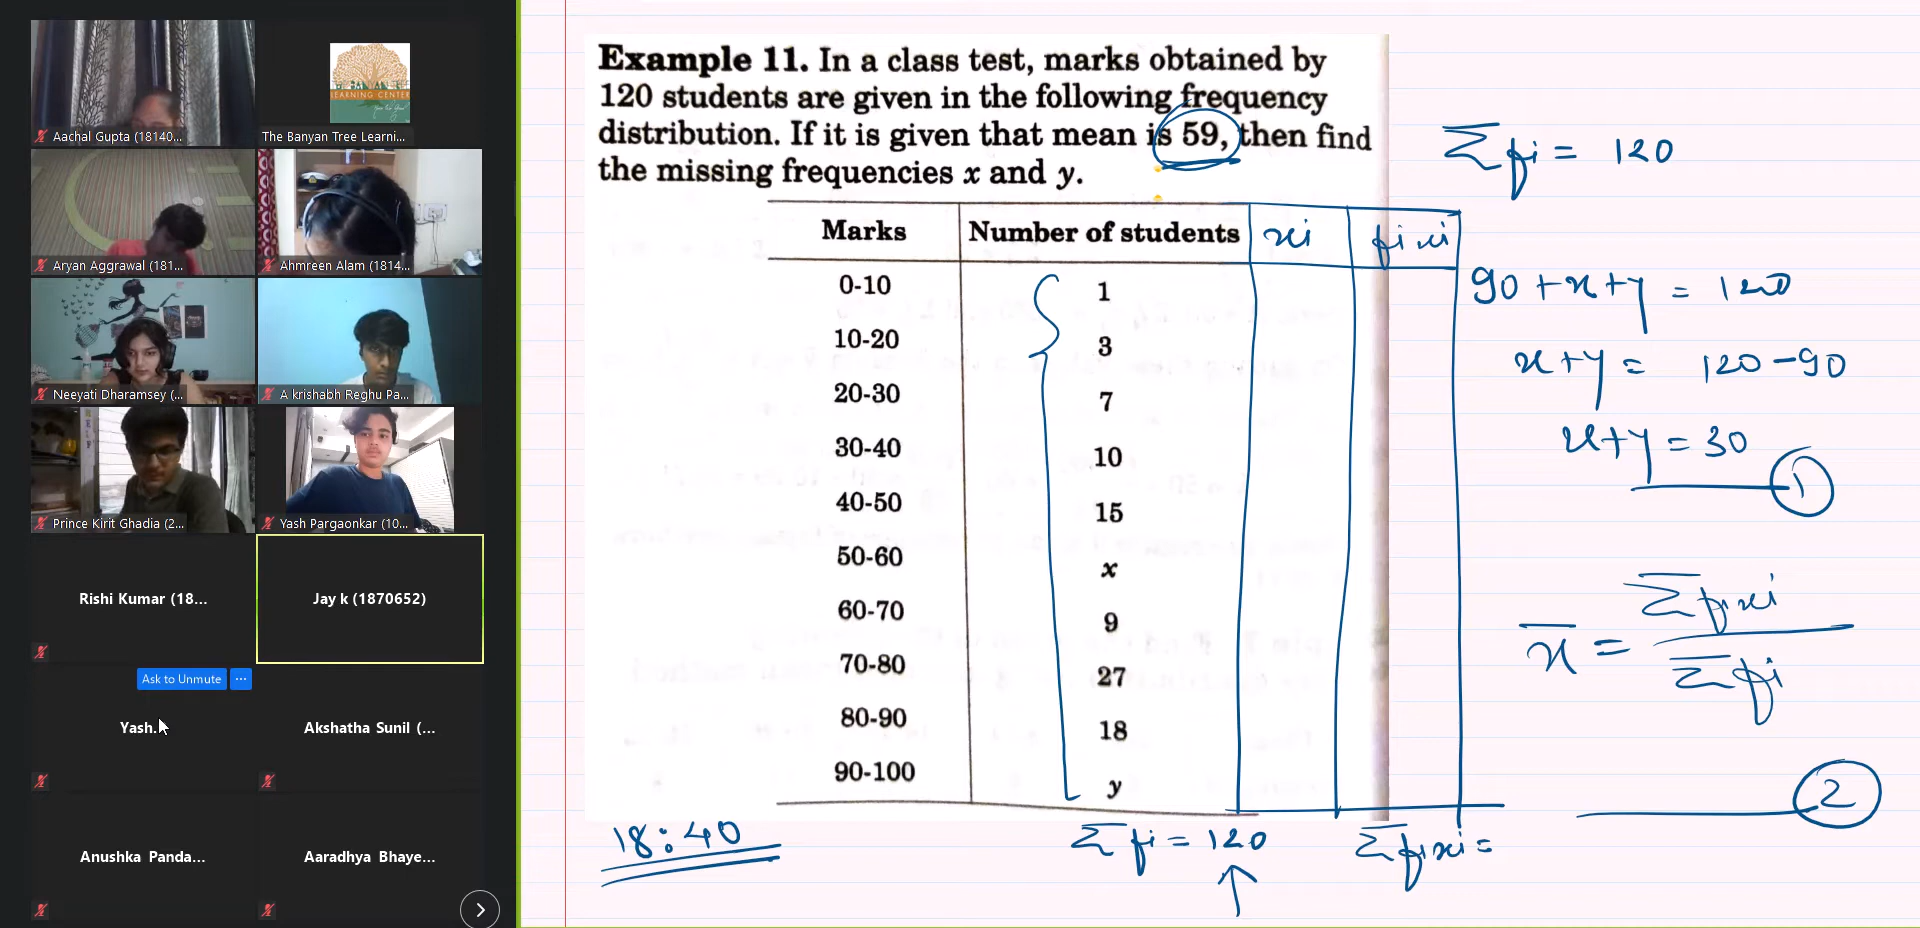 Aachal Gupta (18140...
LEARNING CENTER
The Banyan Tree Learni...
Aryan Aggrawal (181...
Ahmreen Alam (1814...
Neeyati Dharamsey (...
A krishabh Reghu Pa...
Prince Kirit Ghadia (2...
Yash Pargaonkar (10...
Rishi Kumar (18...
Jay k (1870652)
Ask to Unmute
...
Yash.
Akshatha Sunil (...
Anushka Panda...
Aaradhya Bhaye...
Example 11. In a class test, marks obtained by
120 students are given in the following frequency
distribution. If it is given that mean is 59, then find
the missing frequencies x and y.
Marks Number of students xi fixi
0-10 1
10-20 3
20-30 7
30-40 10
40-50 15
50-60 x
60-70 9
70-80 27
80-90 18
90-100 y
18:40
Σfi = 120
Σfixi =
Σfi = 120
90 + x + y = 120
x + y = 120 - 90
x + y = 30
1
x̄ = Σfixi
Σfi
2